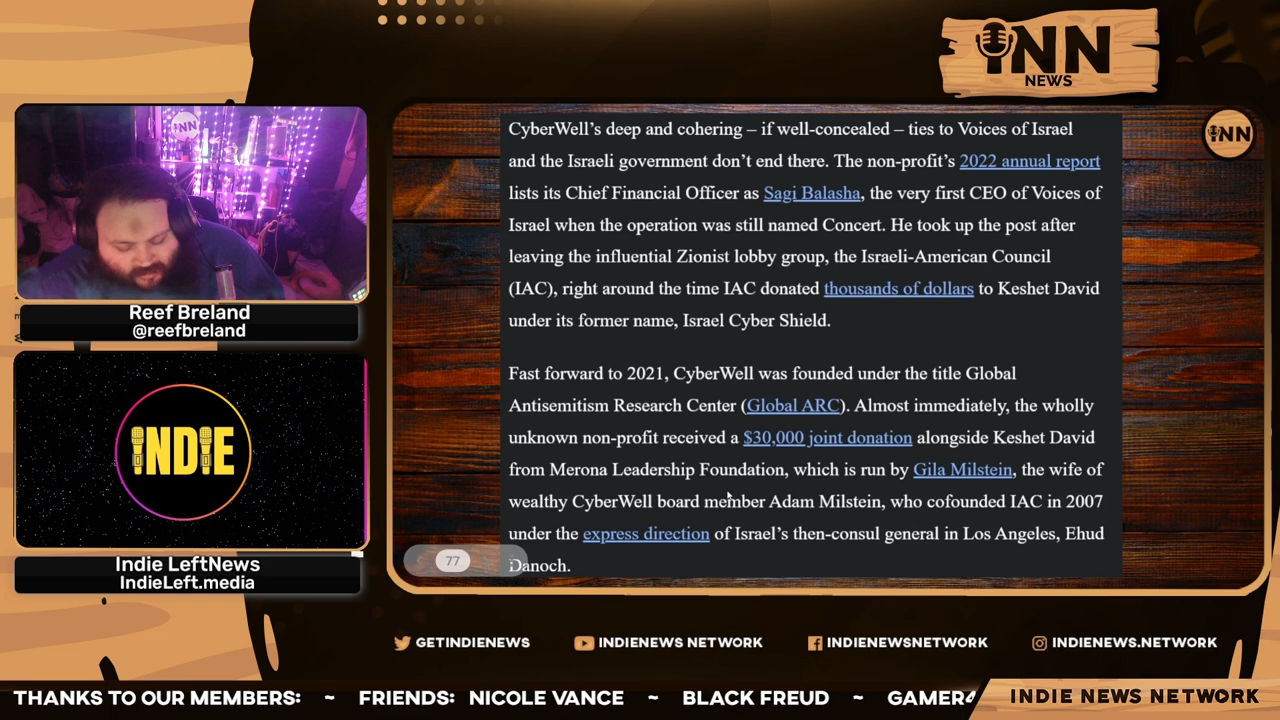 INN
NEWS
INN
CyberWell’s deep and cohering – if well-concealed – ties to Voices of Israel
and the Israeli government don’t end there. The non-profit’s 2022 annual report
lists its Chief Financial Officer as Sagi Balasha, the very first CEO of Voices of
Israel when the operation was still named Concert. He took up the post after
leaving the influential Zionist lobby group, the Israeli-American Council
(IAC), right around the time IAC donated thousands of dollars to Keshet David
under its former name, Israel Cyber Shield.
Fast forward to 2021, CyberWell was founded under the title Global
Antisemitism Research Center (Global ARC). Almost immediately, the wholly
unknown non-profit received a $30,000 joint donation alongside Keshet David
from Merona Leadership Foundation, which is run by Gila Milstein, the wife of
wealthy CyberWell board member Adam Milstein, who cofounded IAC in 2007
under the express direction of Israel’s then-consul general in Los Angeles, Ehud
Danoch.
77
INN
Reef Breland
@reefbreland
INDIE
Indie LeftNews
IndieLeft.media
GETINDIENEWS
INDIENEWS NETWORK
INDIENEWSNETWORK
INDIENEWS.NETWORK
THANKS TO OUR MEMBERS: ~ FRIENDS: NICOLE VANCE ~ BLACK FREUD ~
INDIE NEWS NETWORK